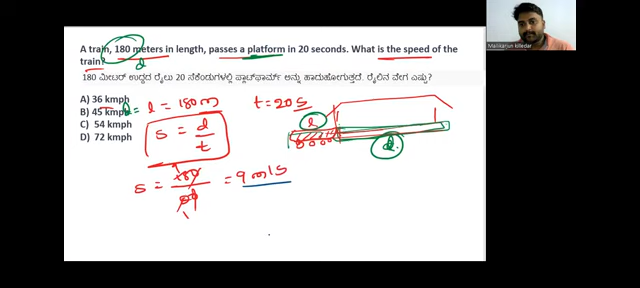 A train, 180 meters in length, passes a platform in 20 seconds. What is the speed of the
train?
d
180 ಮೀಟರ್ ಉದ್ದದ ರೈಲು 20 ಸೆಕೆಂಡುಗಳಲ್ಲಿ ಪ್ಲಾಟ್‌ಫಾರ್ಮ್ ಅನ್ನು ಹಾದುಹೋಗುತ್ತದೆ. ರೈಲಿನ ವೇಗ ಎಷ್ಟು?
A) 36 kmph
B) 45 kmph
C) 54 kmph
D) 72 kmph
l = 180m t = 20s
s = d/t
l
d
s = 180/20 = 9 m/s
Mallikarjun killedar